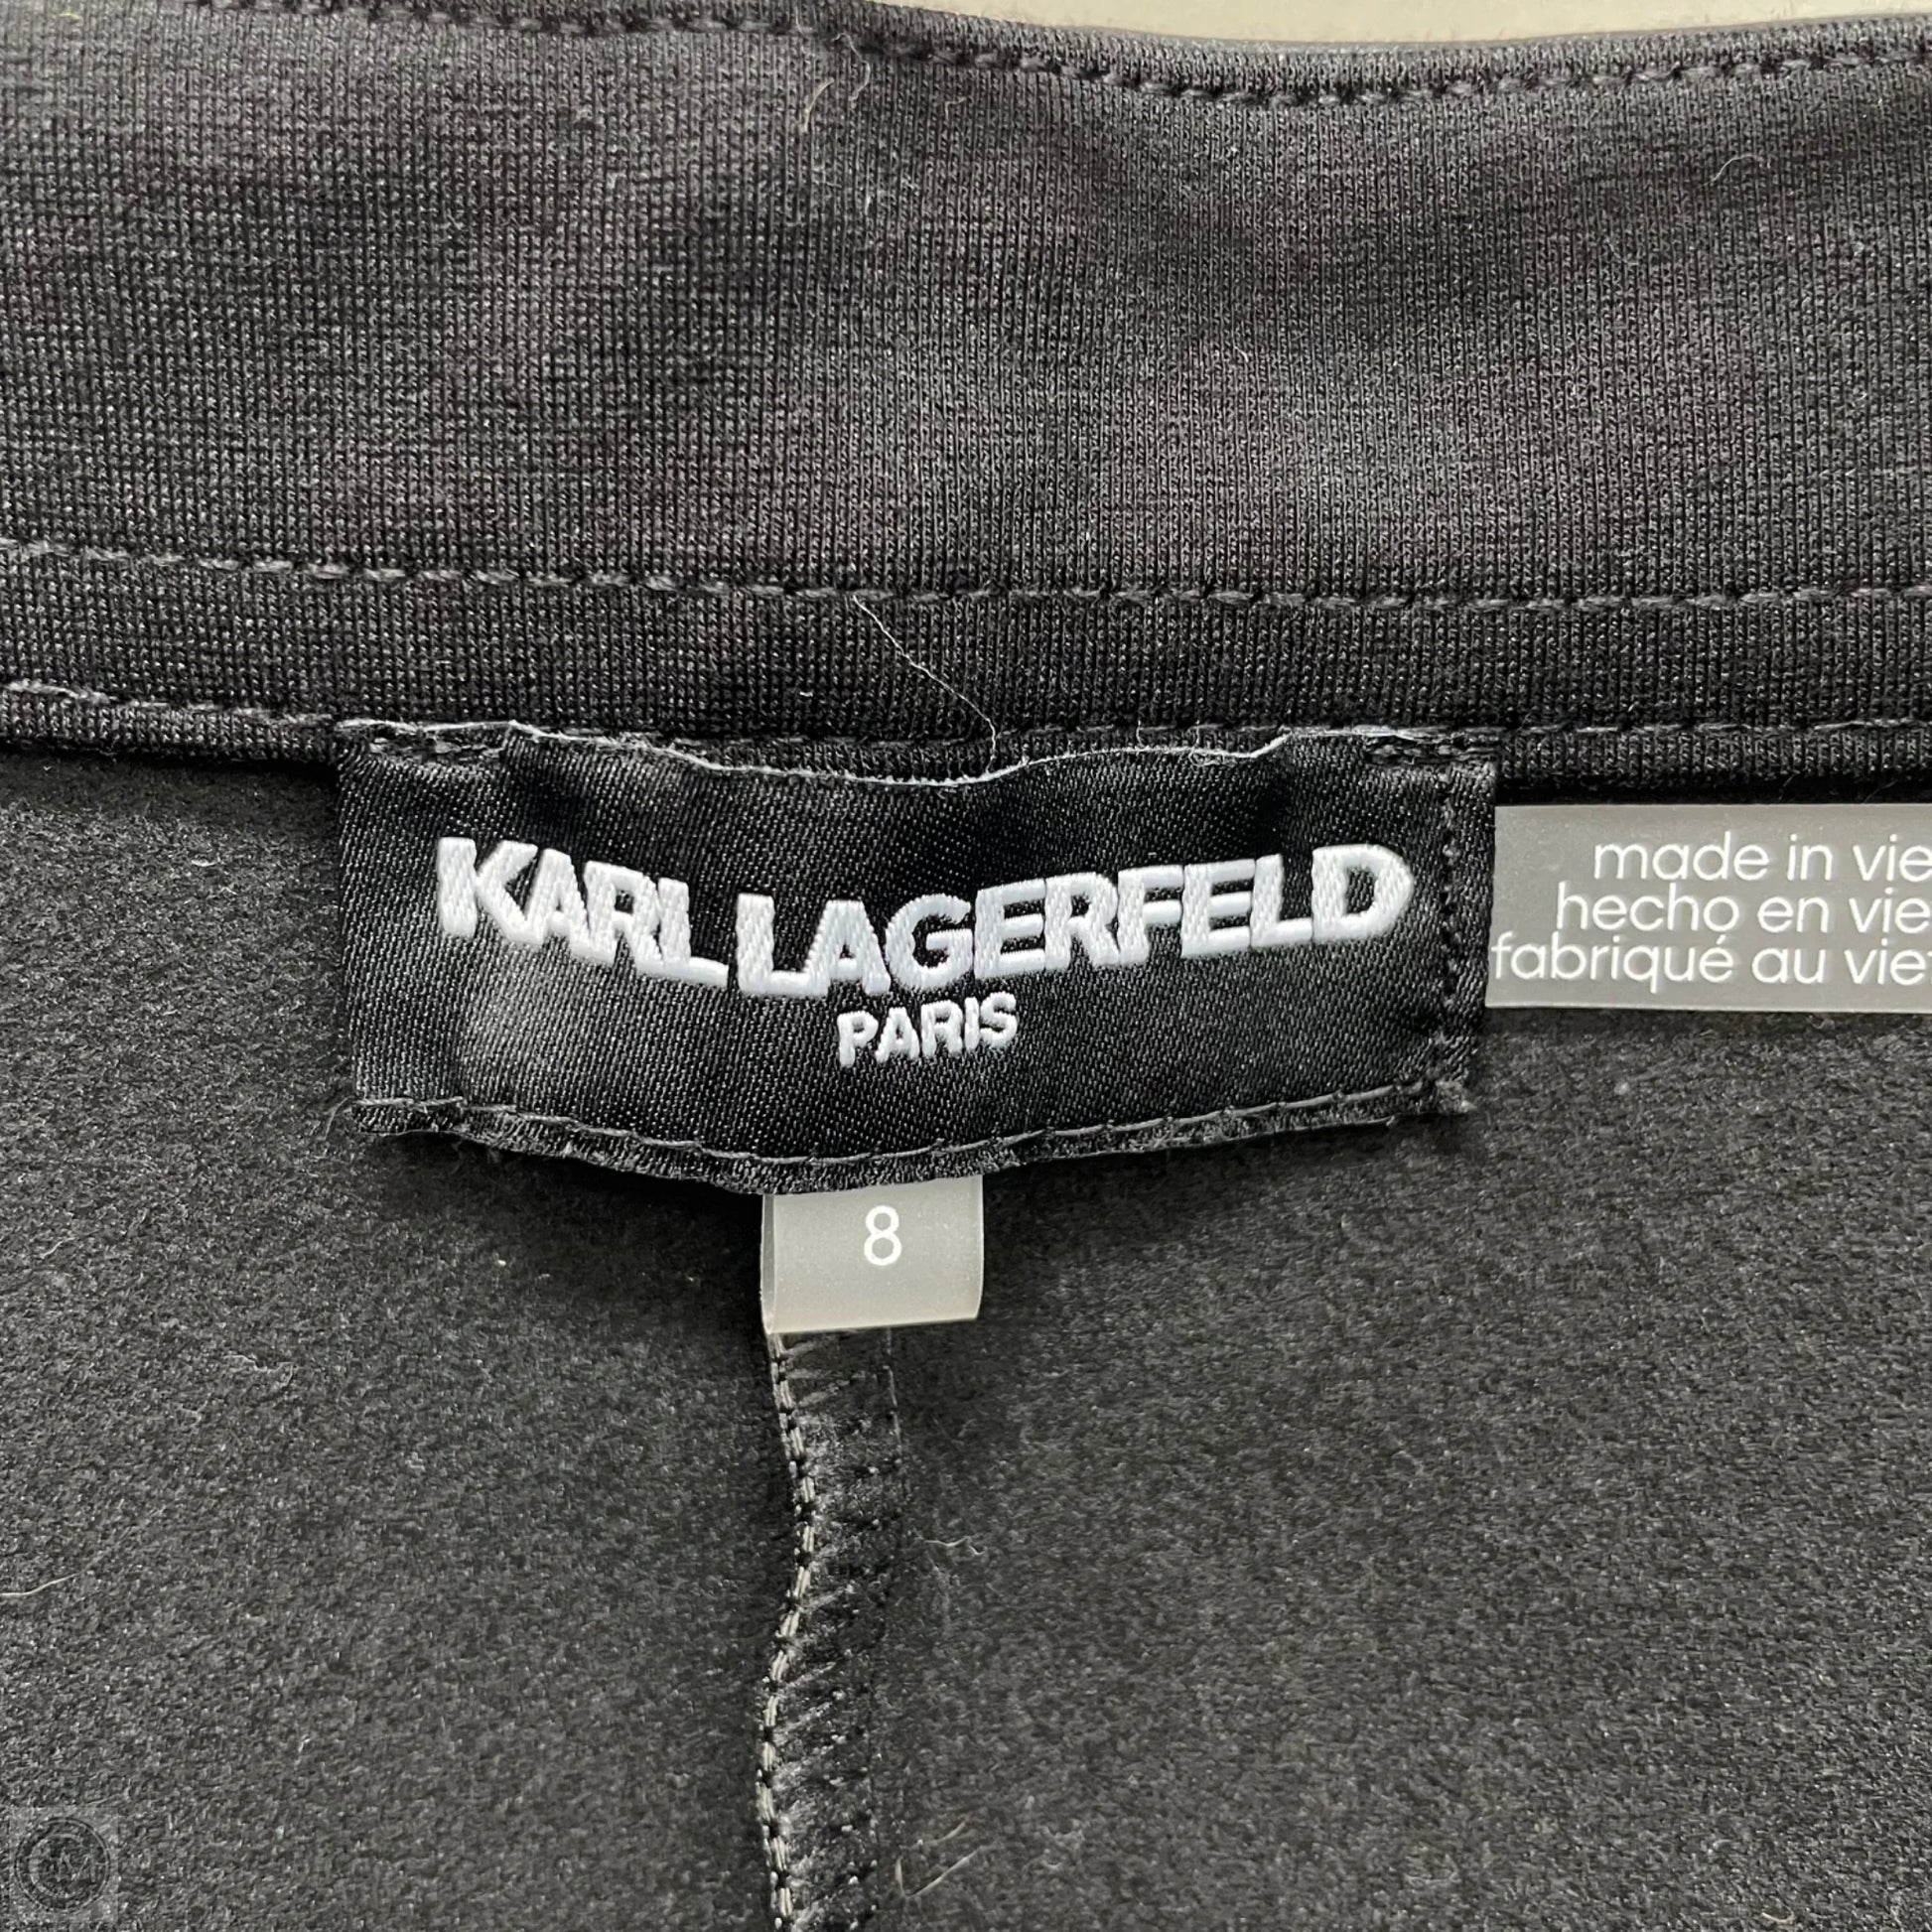 KARL LAGERFELD
PARIS
8
made in vie
hecho en vie
fabriqué au vie